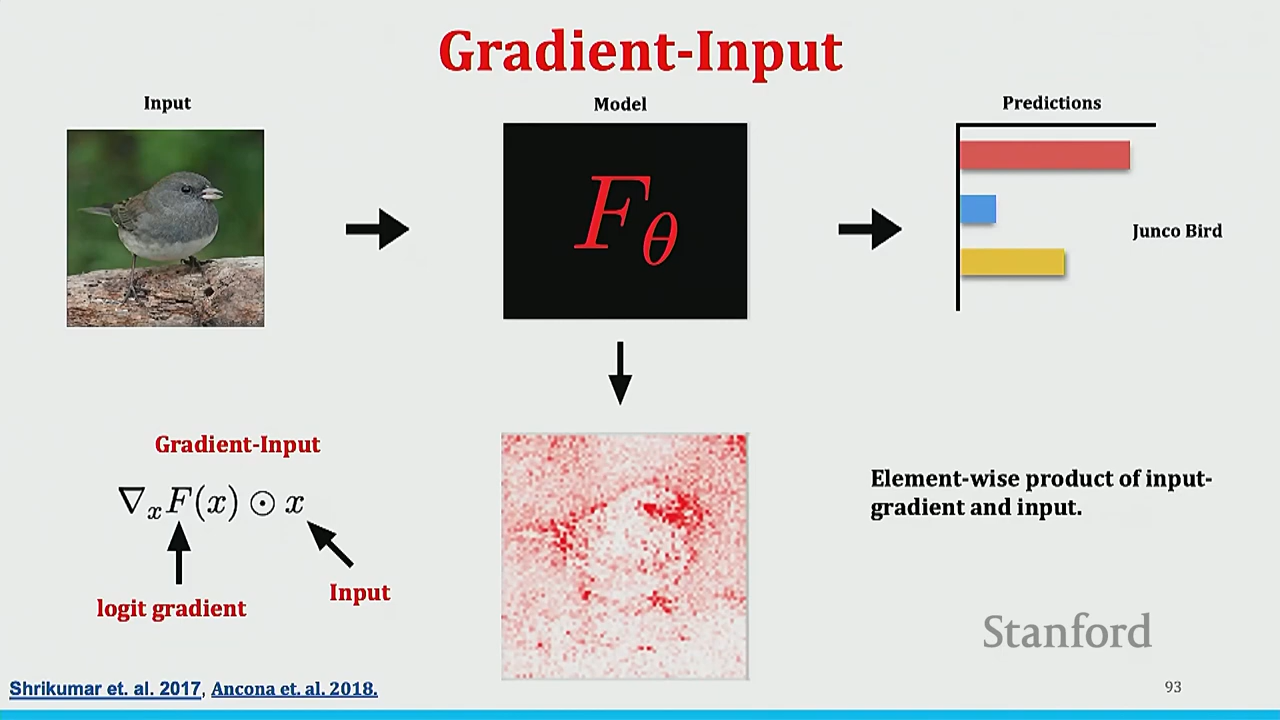 Gradient-Input
Input
Model
Predictions
F_θ
Junco Bird
Gradient-Input
∇ₓF(x) ⊙ x
logit gradient
Input
Element-wise product of input-
gradient and input.
Stanford
Shrikumar et. al. 2017, Ancona et. al. 2018.
93